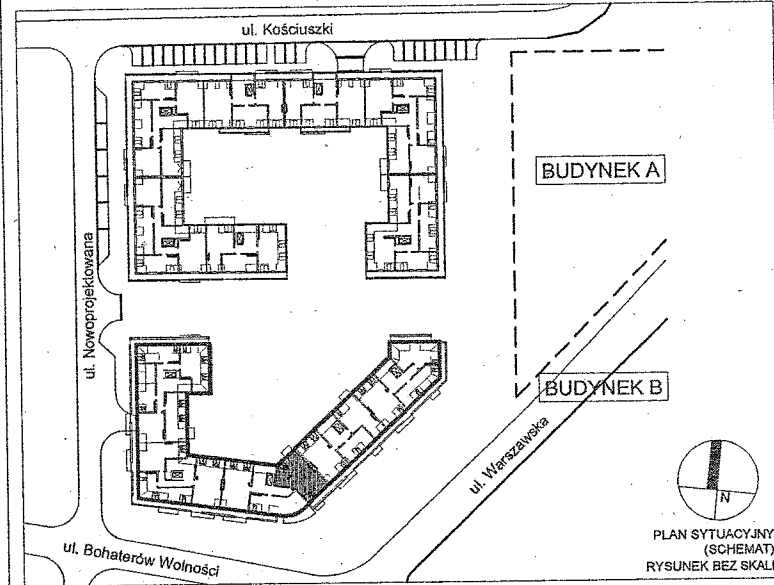 ul. Kościuszki
BUDYNEK A
ul. Nowoprojektowana
BUDYNEK B
ul. Warszawska
N
ul. Bohaterów Wolności
PLAN SYTUACYJNY
(SCHEMAT)
RYSUNEK BEZ SKALI